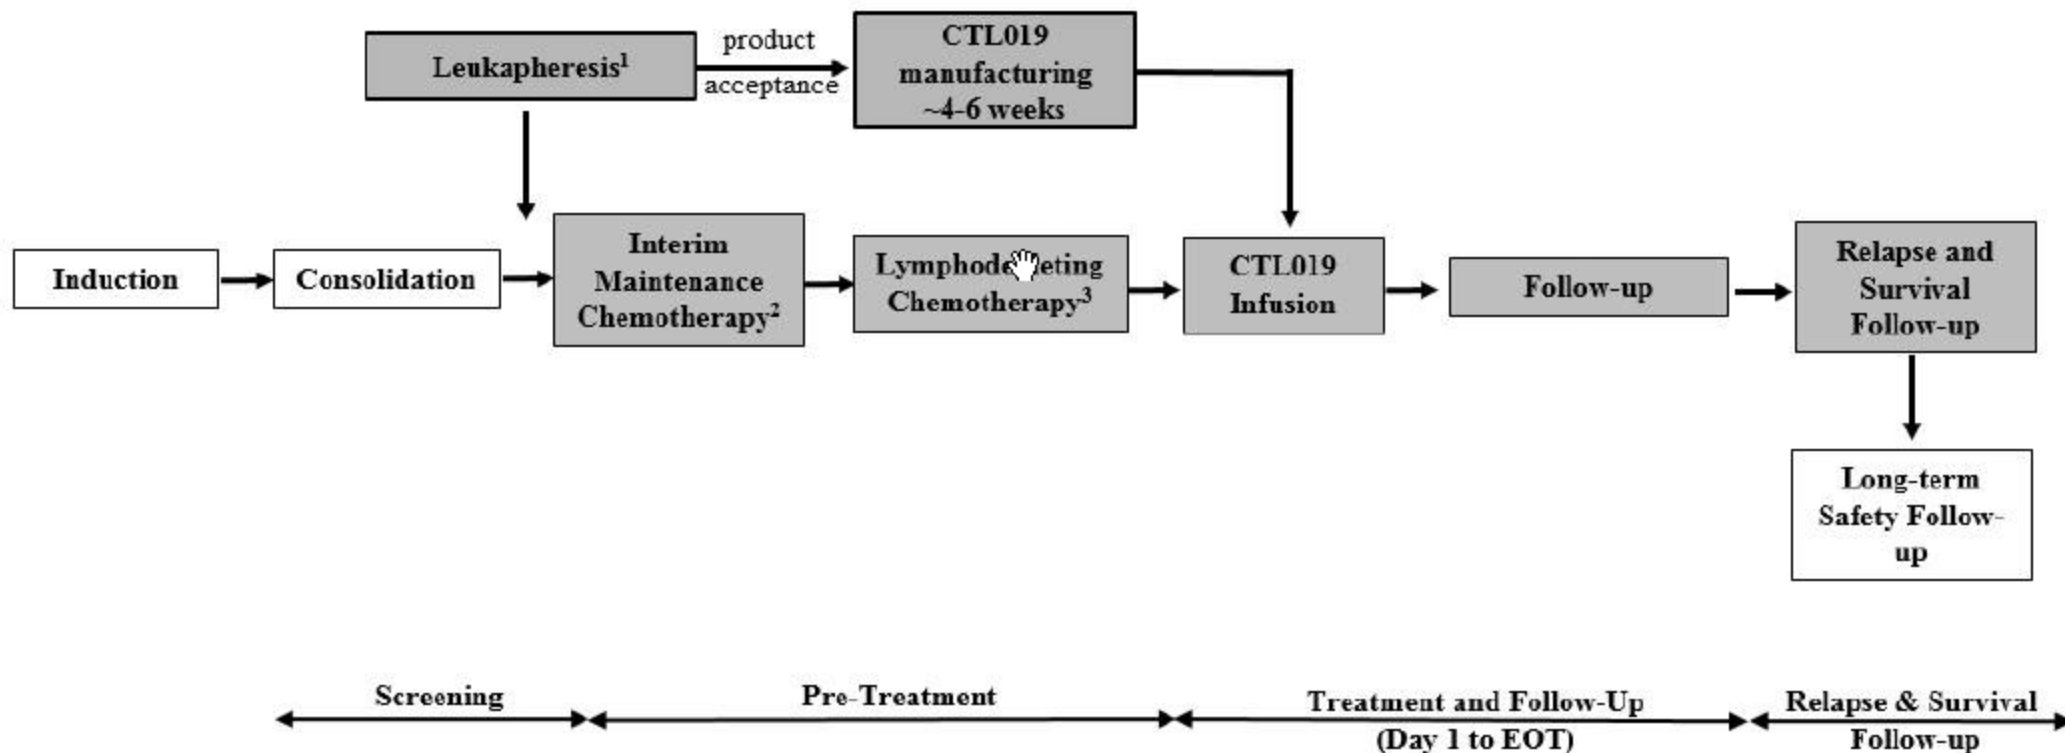 Leukapheresis¹
product
acceptance
CTL019
manufacturing
~4-6 weeks
Induction
Consolidation
Interim
Maintenance
Chemotherapy²
Chemotherapy³
CTL019
Infusion
Follow-up
Relapse and
Survival
Follow-up
Long-term
Safety Follow-
up
Screening
Pre-Treatment
Treatment and Follow-Up
(Day 1 to EOT)
Relapse & Survival
Follow-up